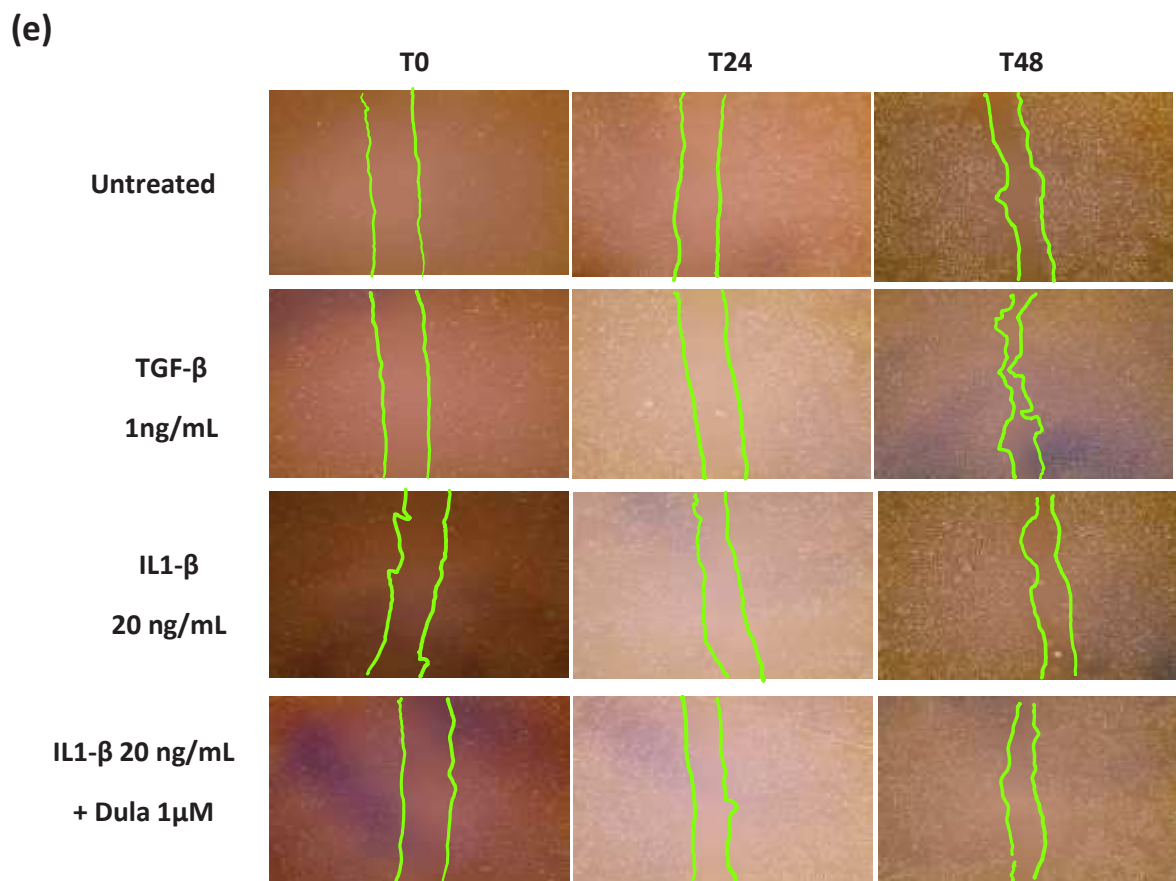 (e)
T0 T24 T48
Untreated
TGF-β
1ng/mL
IL1-β
20 ng/mL
IL1-β 20 ng/mL
+ Dula 1µM